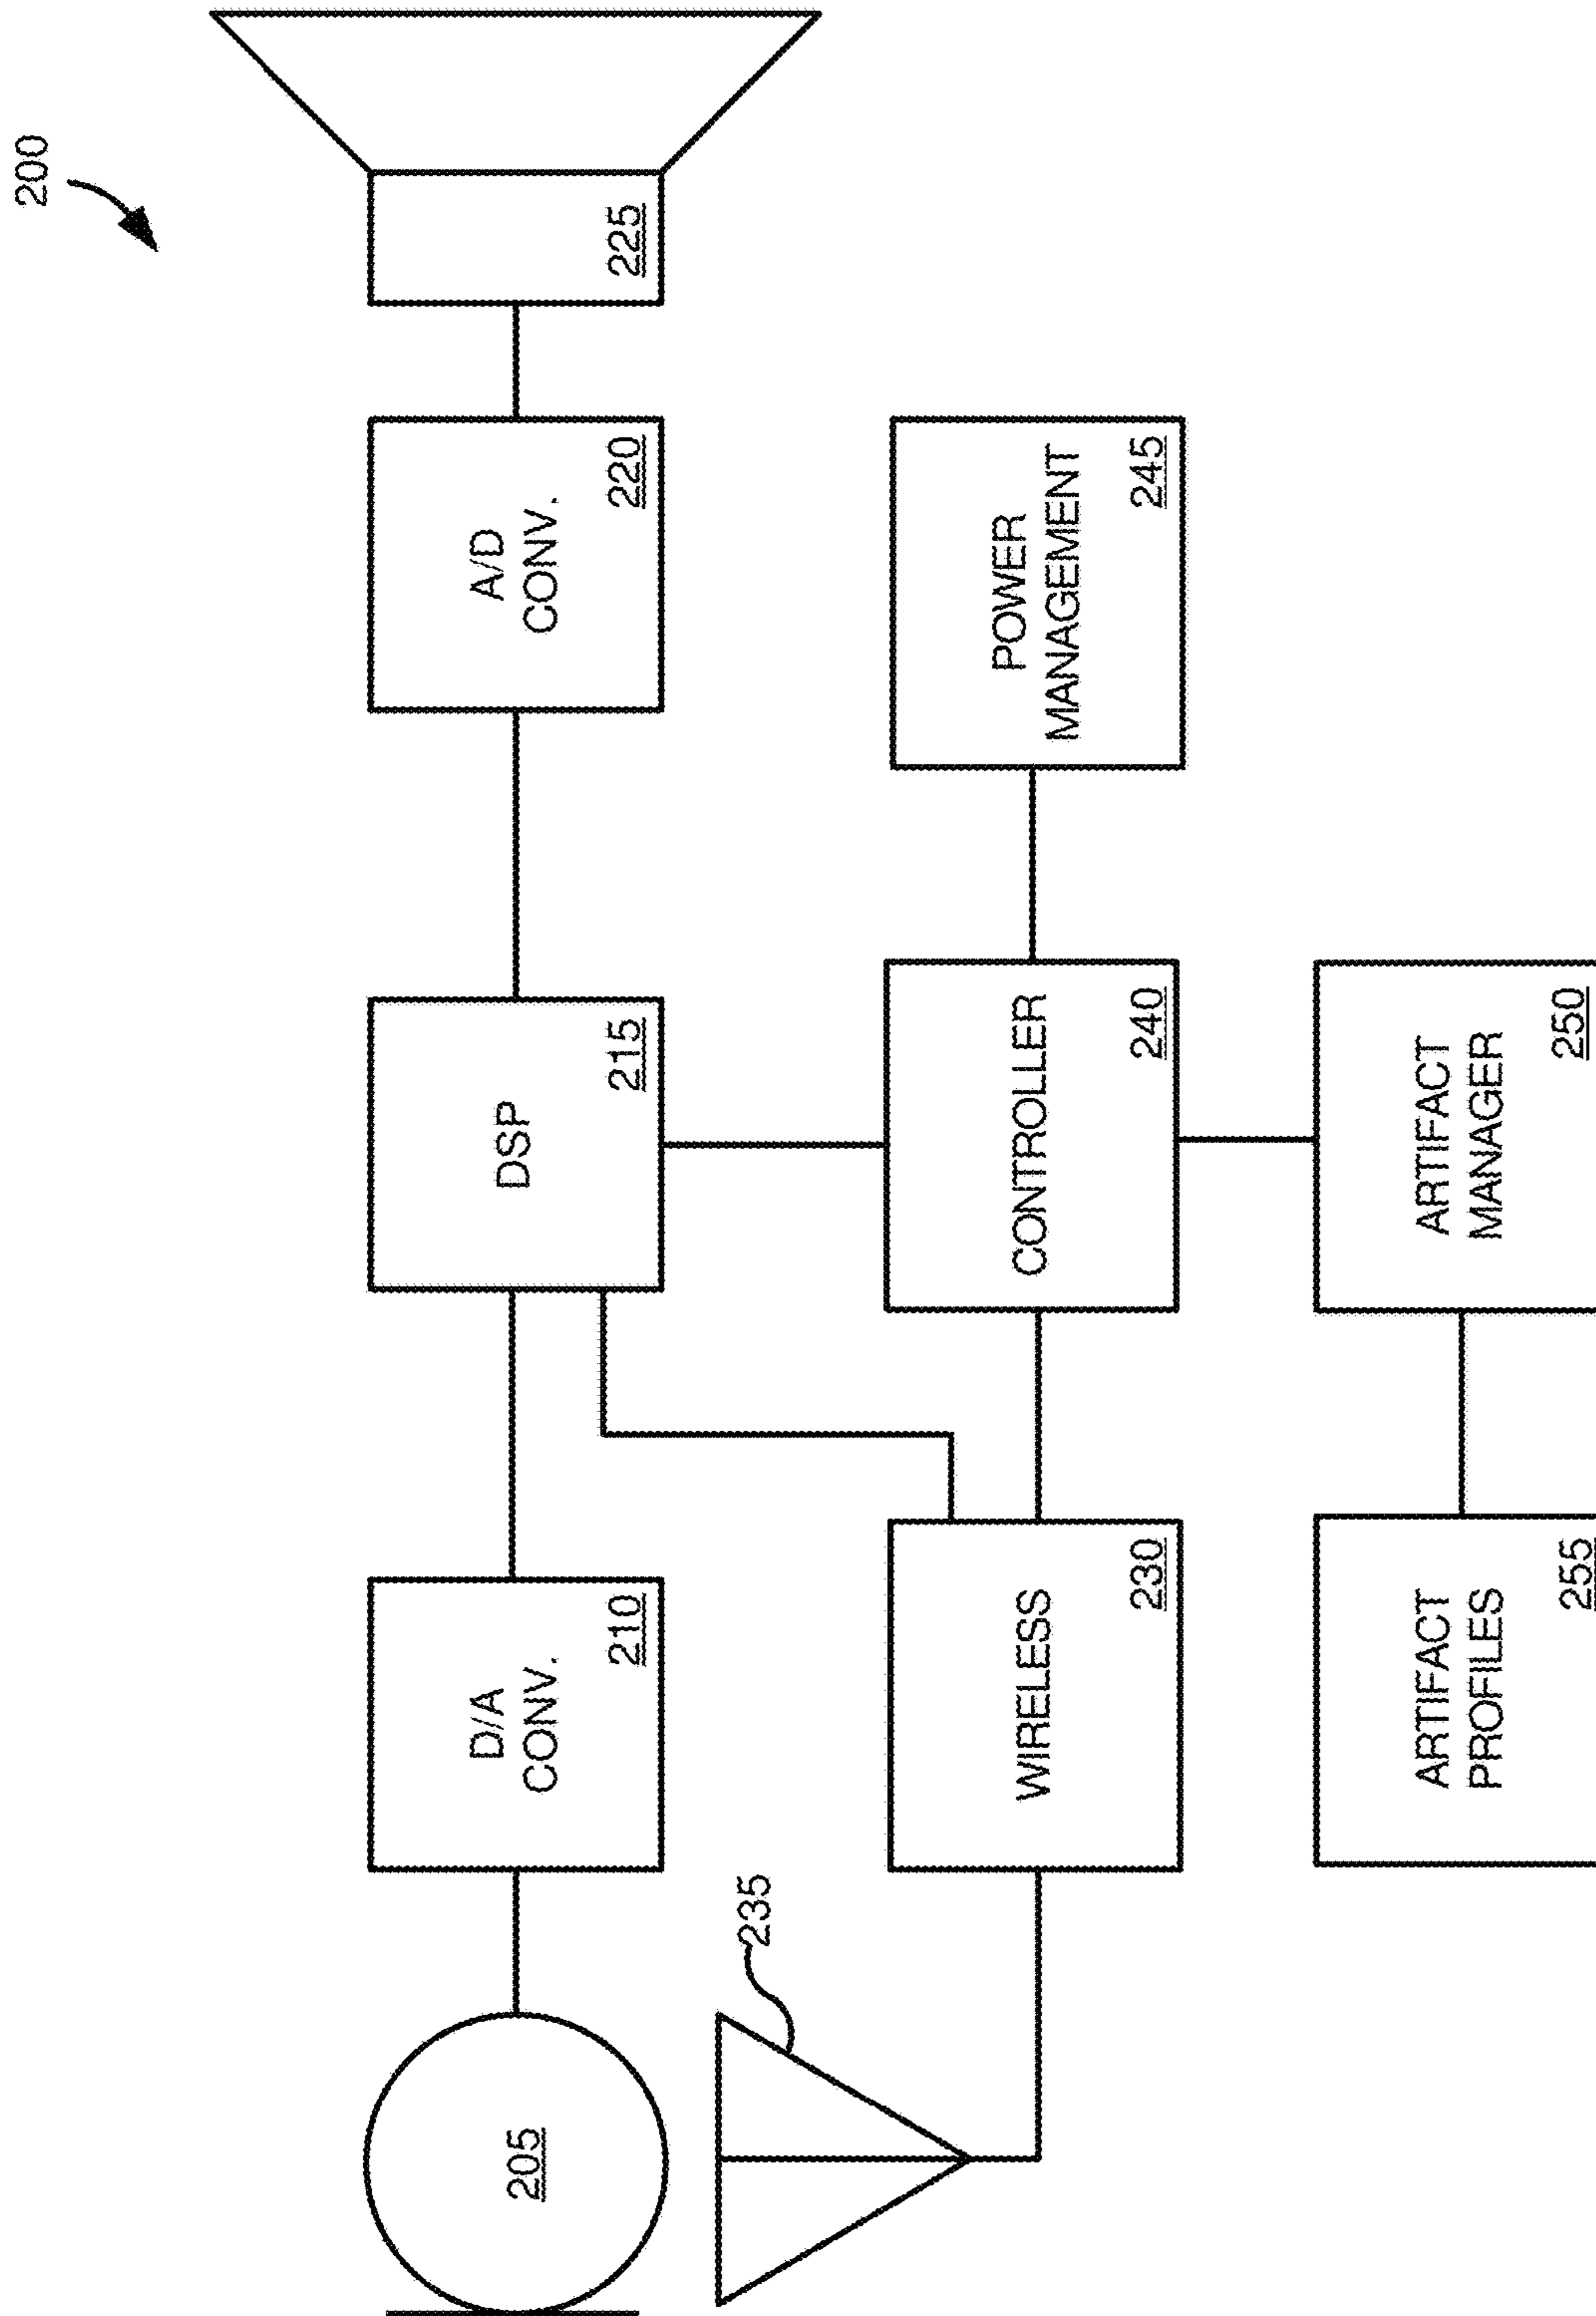 200
205
D/A
CONV.
210
DSP
215
A/D
CONV.
220
225
235
WIRELESS
230
CONTROLLER
240
POWER
MANAGEMENT
245
ARTIFACT
PROFILES
255
ARTIFACT
MANAGER
250